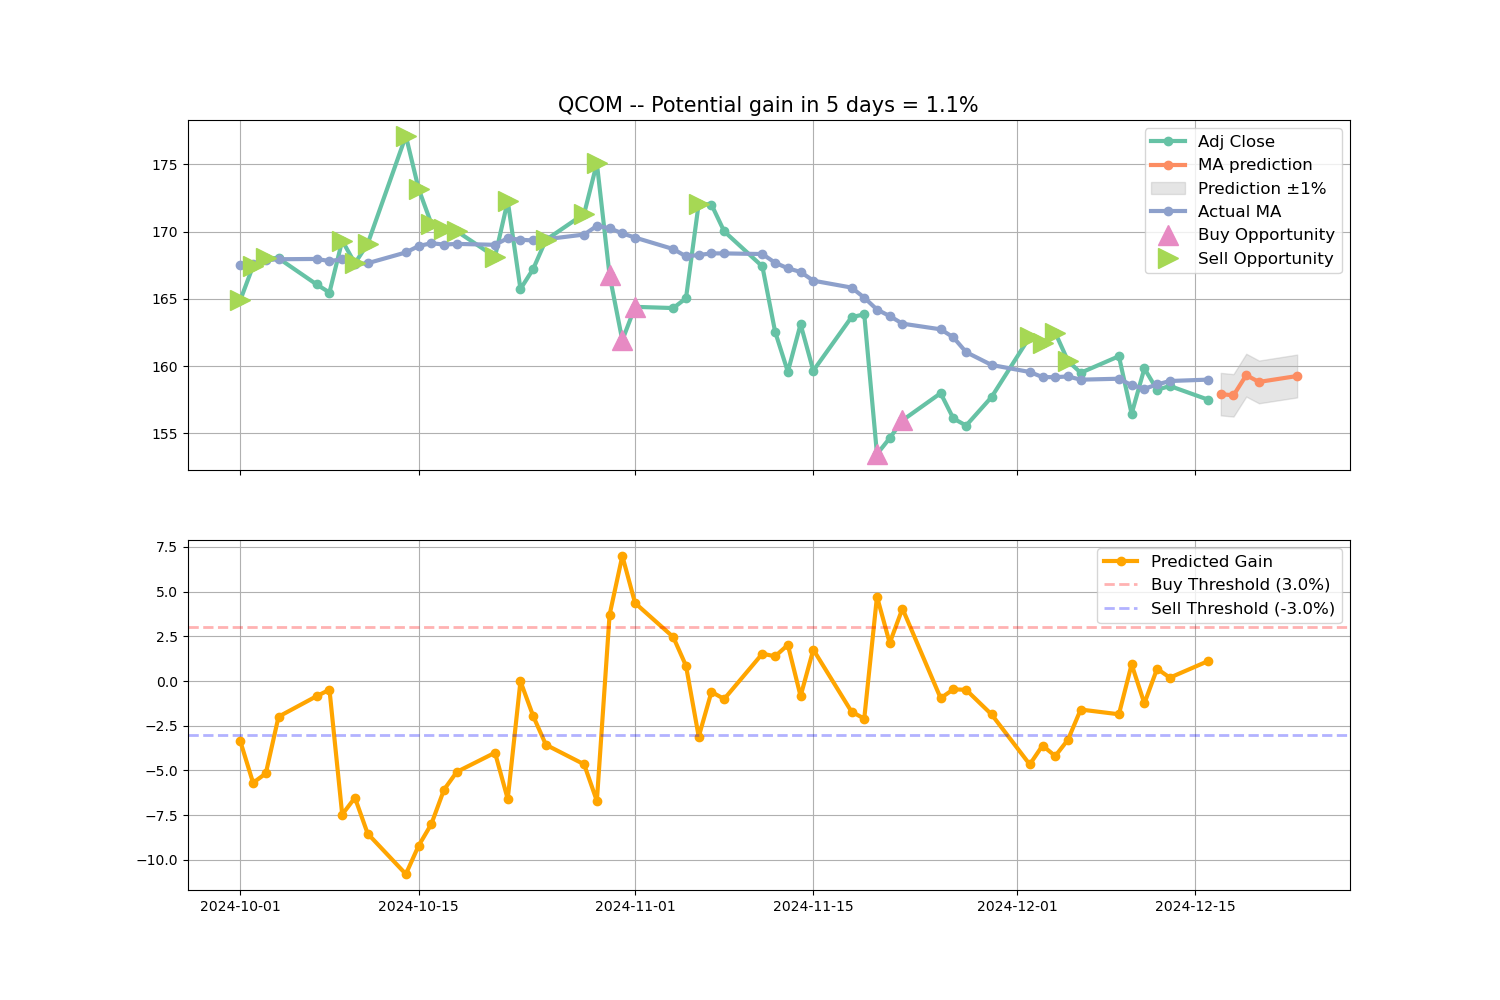 QCOM -- Potential gain in 5 days = 1.1%
175
170
165
160
155
Adj Close
MA prediction
Prediction ±1%
Actual MA
Buy Opportunity
Sell Opportunity
7.5
5.0
2.5
0.0
−2.5
−5.0
−7.5
−10.0
Predicted Gain
Buy Threshold (3.0%)
Sell Threshold (-3.0%)
2024-10-01 2024-10-15 2024-11-01 2024-11-15 2024-12-01 2024-12-15